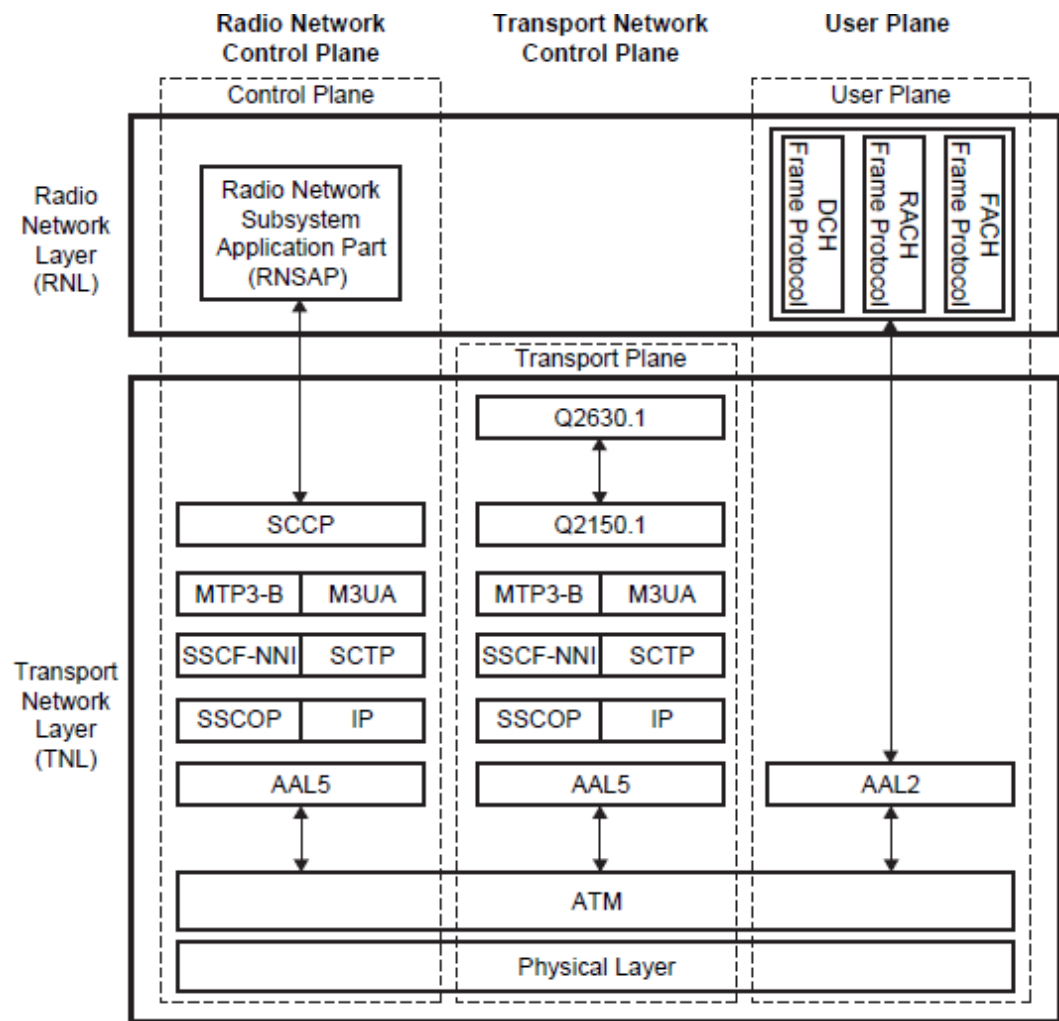 Radio Network
Control Plane
Transport Network
Control Plane
User Plane
Control Plane
User Plane
Radio
Network
Layer
(RNL)
Radio Network
Subsystem
Application Part
(RNSAP)
DCH
Frame Protocol
RACH
Frame Protocol
FACH
Frame Protocol
Transport Plane
Transport
Network
Layer
(TNL)
Q2630.1
SCCP
Q2150.1
MTP3-B M3UA
MTP3-B M3UA
SSCF-NNI SCTP
SSCF-NNI SCTP
SSCOP IP
SSCOP IP
AAL5
AAL5
AAL2
ATM
Physical Layer